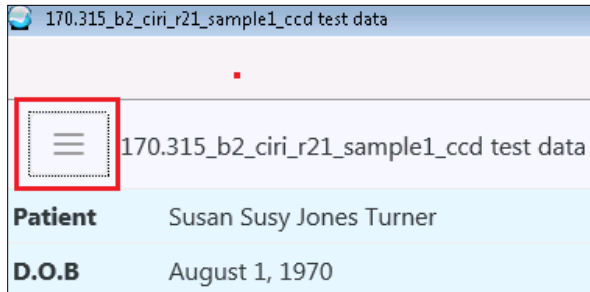 170.315_b2_ciri_r21_sample1_ccd test data
170.315_b2_ciri_r21_sample1_ccd test data
Patient Susan Susy Jones Turner
D.O.B August 1, 1970